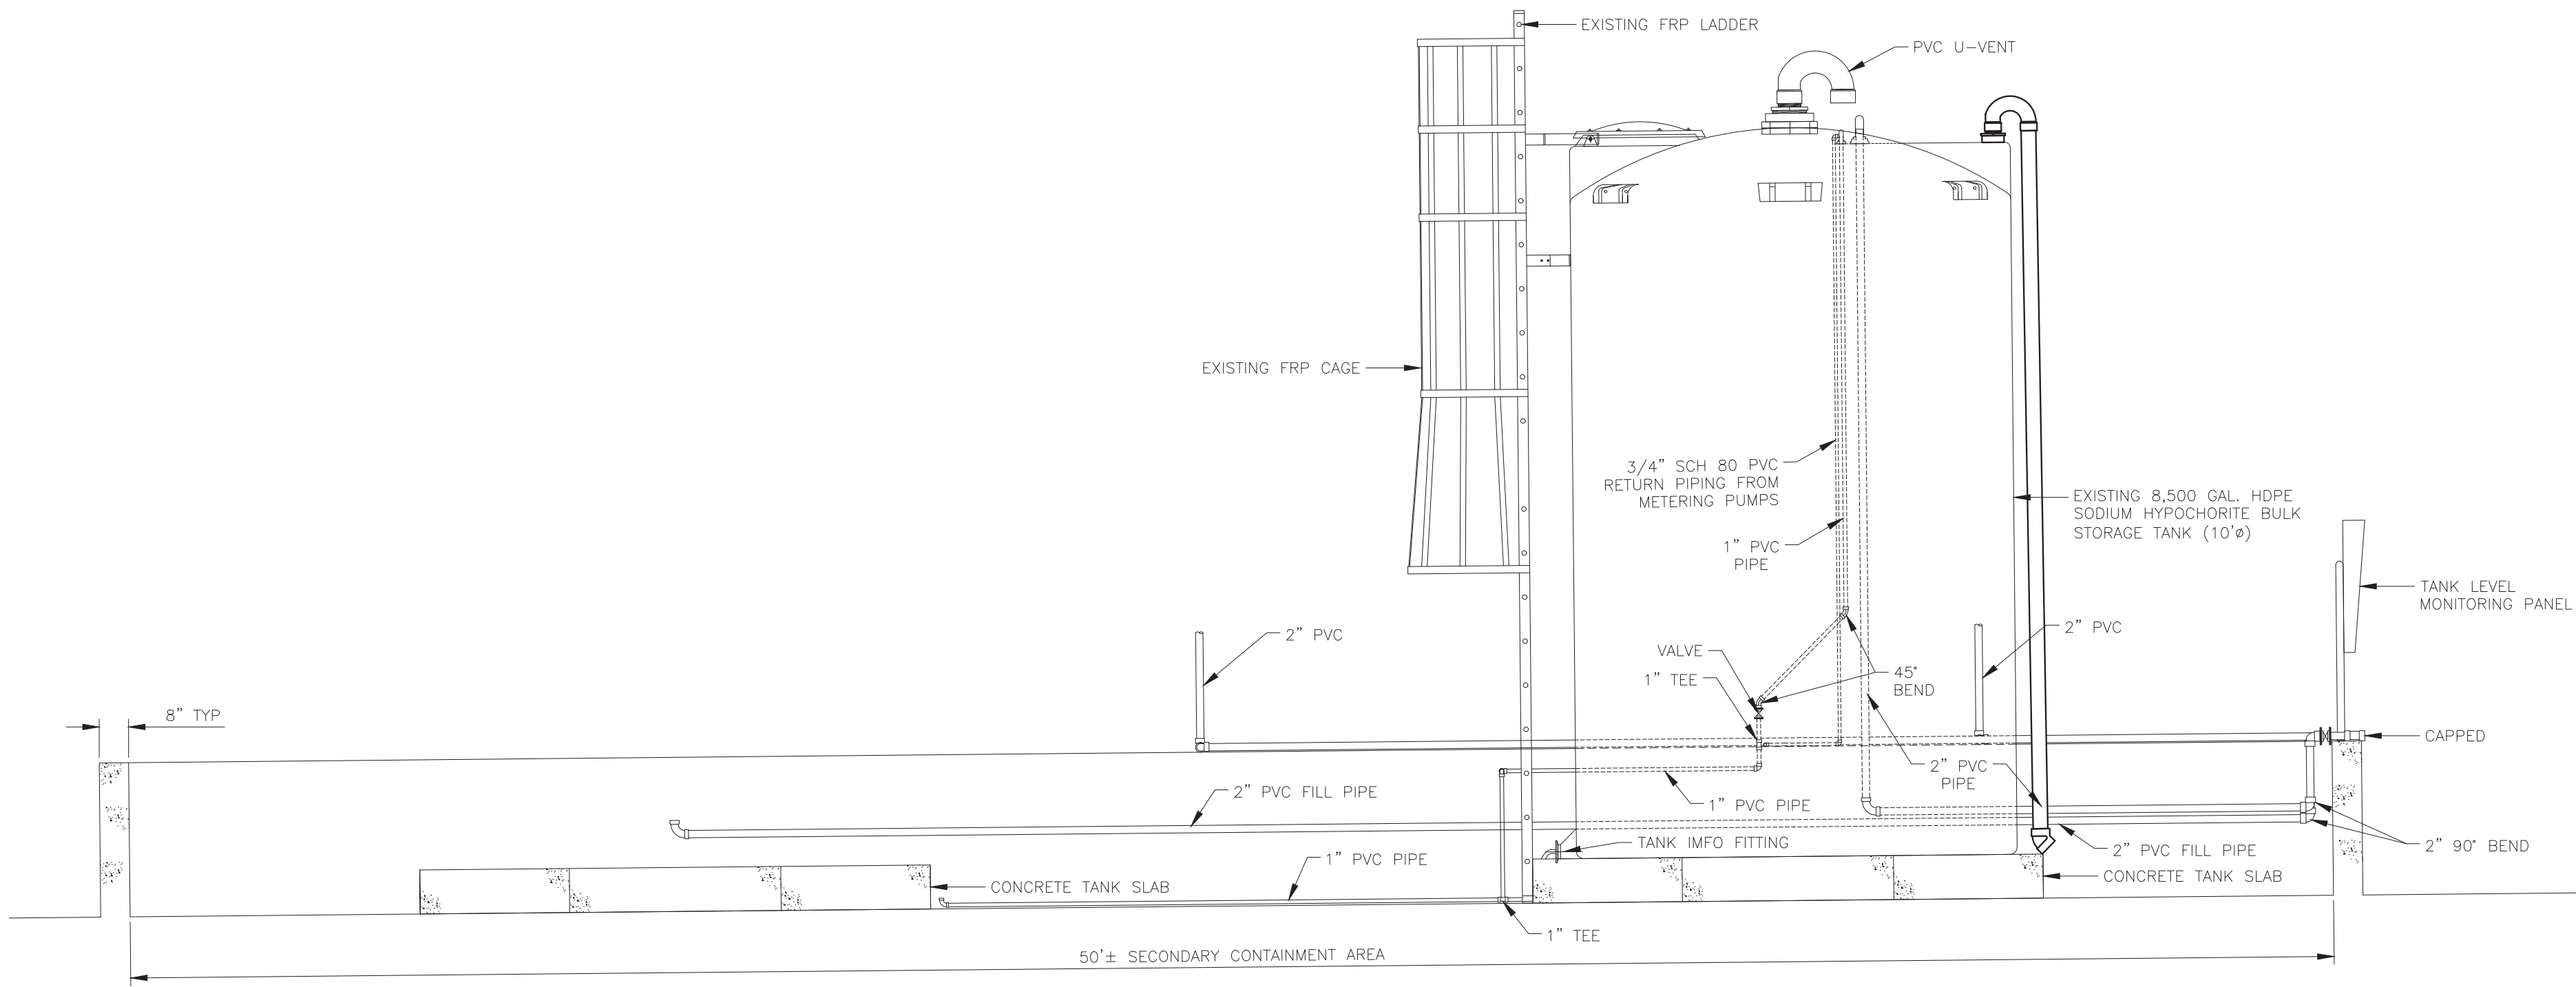 EXISTING FRP LADDER
PVC U-VENT
EXISTING FRP CAGE
3/4" SCH 80 PVC
RETURN PIPING FROM
METERING PUMPS
EXISTING 8,500 GAL. HDPE
SODIUM HYPOCHORITE BULK
STORAGE TANK (10'ø)
1" PVC
PIPE
TANK LEVEL
MONITORING PANEL
2" PVC
2" PVC
VALVE
1" TEE
45°
BEND
8" TYP
CAPPED
2" PVC
PIPE
2" PVC FILL PIPE
1" PVC PIPE
TANK IMFO FITTING
2" 90° BEND
2" PVC FILL PIPE
1" PVC PIPE
CONCRETE TANK SLAB
CONCRETE TANK SLAB
1" TEE
50'± SECONDARY CONTAINMENT AREA